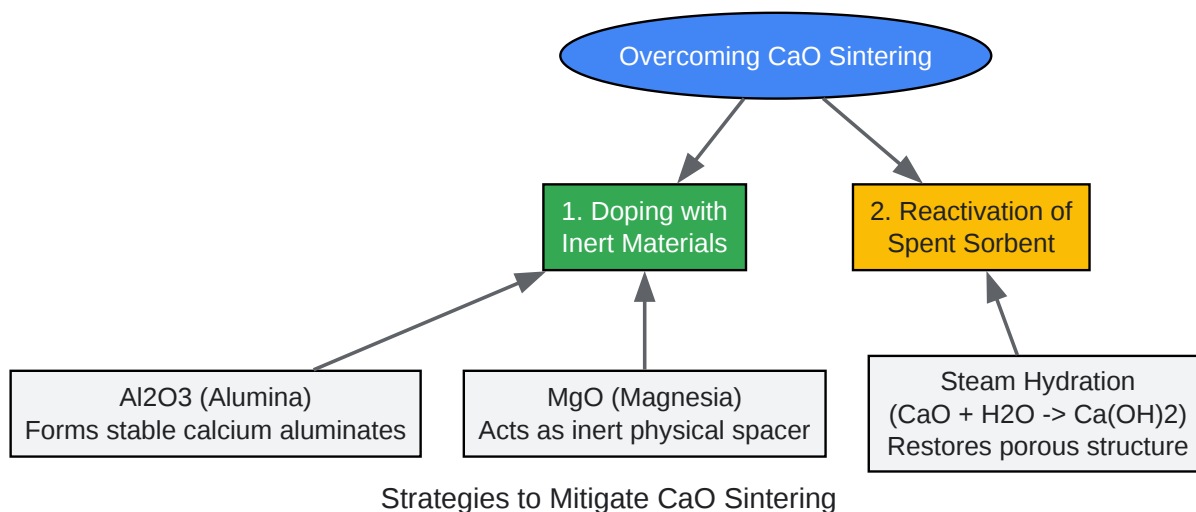 Overcoming CaO Sintering
1. Doping with
Inert Materials
2. Reactivation of
Spent Sorbent
Al2O3 (Alumina)
Forms stable calcium aluminates
MgO (Magnesia)
Acts as inert physical spacer
Steam Hydration
(CaO + H2O -> Ca(OH)2)
Restores porous structure
Strategies to Mitigate CaO Sintering